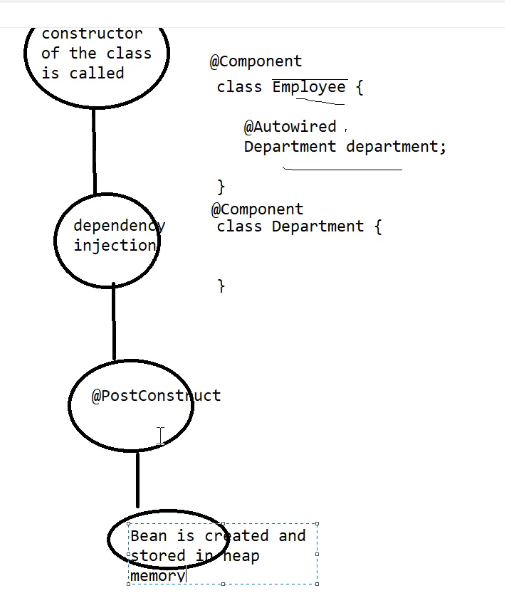 constructor
of the class
is called
@Component
class Employee {
@Autowired
Department department;
}
@Component
class Department {
}
dependency
injection
@PostConstruct
Bean is created and
stored in heap
memory